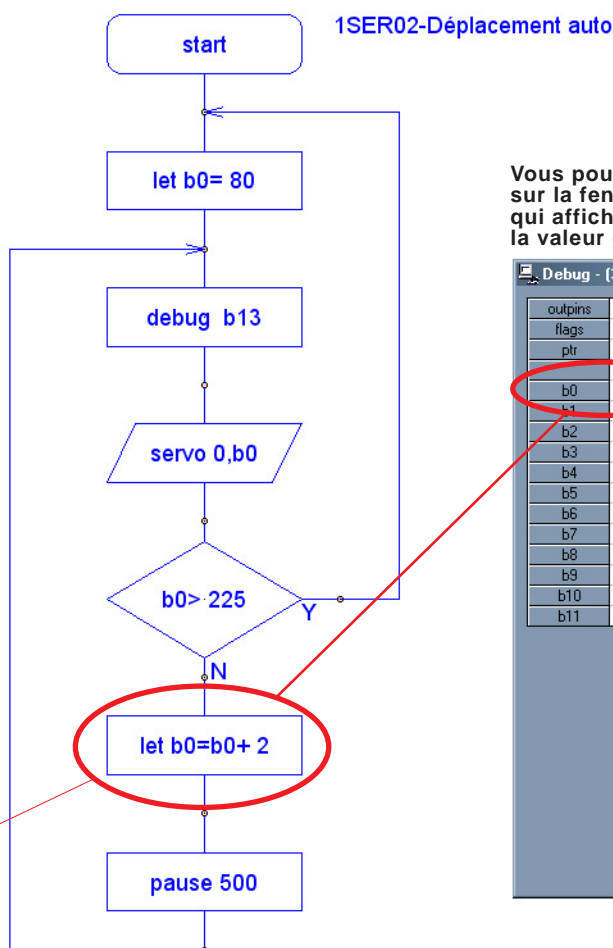 1SER02-Déplacement auto
start
let b0= 80
debug b13
servo 0,b0
b0> 225
Y
N
let b0=b0+ 2
pause 500
Vous pou
sur la fen
qui affich
la valeur
Debug - (
outpins
flags
ptr
b0
b1
b2
b3
b4
b5
b6
b7
b8
b9
b10
b11